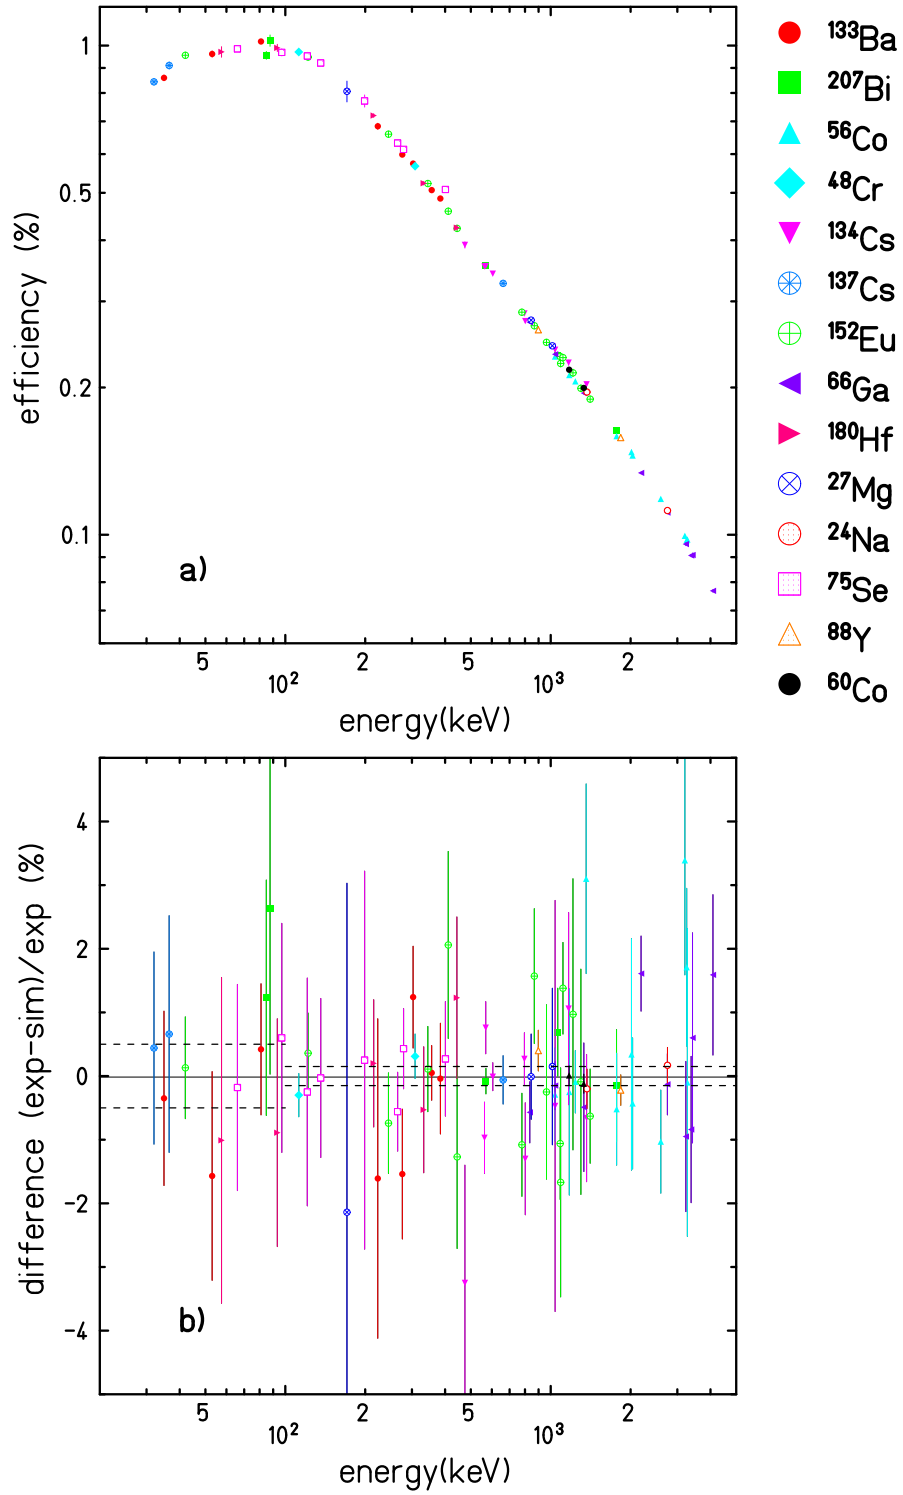 1
0.5
0.2
0.1
efficiency (%)
a)
5 2 5 2
10² 10³
energy(keV)
¹³³Ba
²⁰⁷Bi
⁵⁶Co
⁴⁸Cr
¹³⁴Cs
¹³⁷Cs
¹⁵²Eu
⁶⁶Ga
¹⁸⁰Hf
²⁷Mg
²⁴Na
⁷⁵Se
⁸⁸Y
⁶⁰Co
4
2
0
−2
−4
difference (exp−sim)/exp (%)
b)
5 2 5 2
10² 10³
energy(keV)